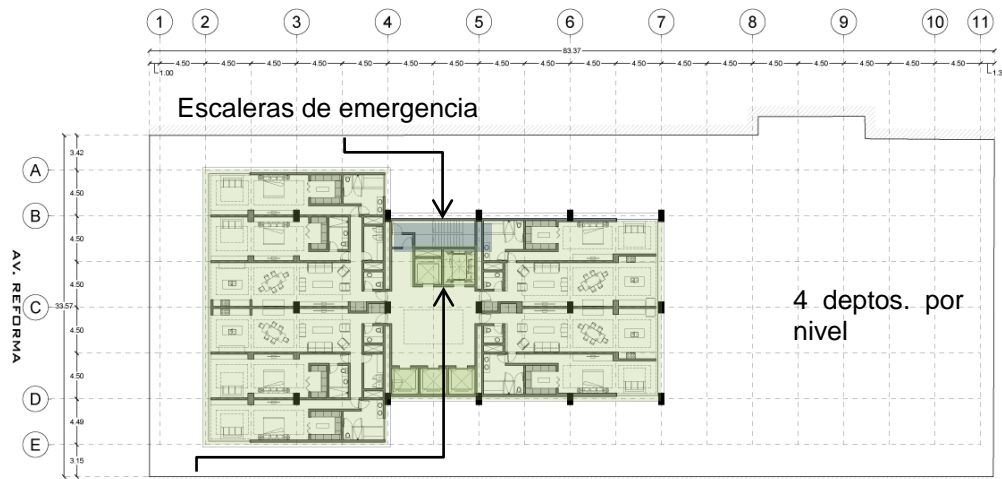 1 2 3 4 5 6 7 8 9 10 11
83.37
4.50 4.50 4.50 4.50 4.50 4.50 4.50 4.50 4.50 4.50 4.50 4.50 4.50 4.50 4.50 4.50 4.50 4.50
1.00 1.3
Escaleras de emergencia
3.42
A
4.50
B
4.50
4.50
C
33.57
4.50
4.50
D
4.49
E
3.15
AV. REFORMA
4 deptos. por
nivel